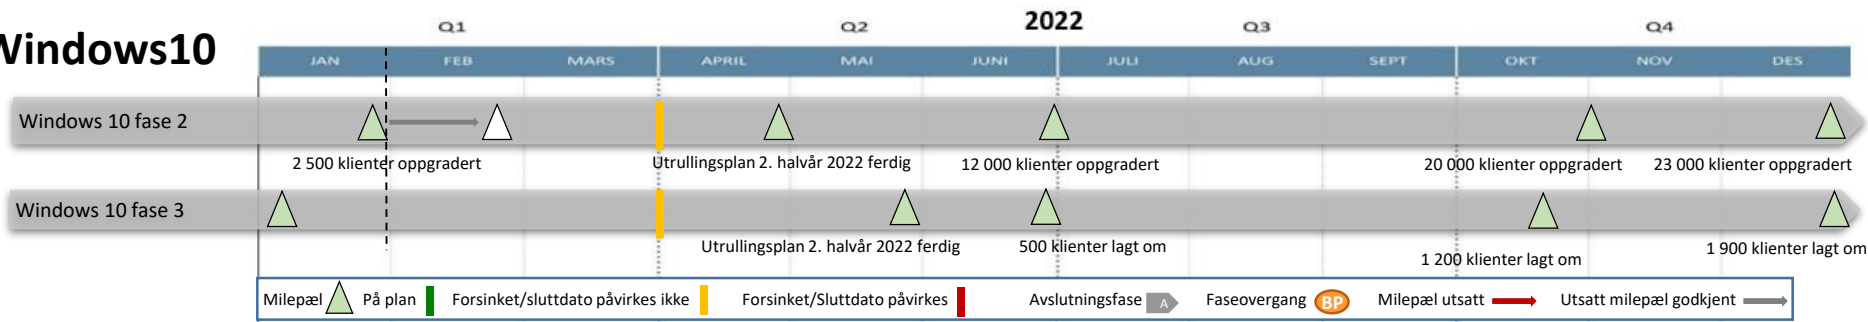 Q1 Q2 2022 Q3 Q4
Windows10
JAN FEB MARS APRIL MAI JUNI JULI AUG SEPT OKT NOV DES
Windows 10 fase 2
2 500 klienter oppgradert Utrullingsplan 2. halvår 2022 ferdig 12 000 klienter oppgradert 20 000 klienter oppgradert 23 000 klienter oppgradert
Windows 10 fase 3
Utrullingsplan 2. halvår 2022 ferdig 500 klienter lagt om 1 200 klienter lagt om 1 900 klienter lagt om
Milepæl På plan Forsinket/sluttdato påvirkes ikke Forsinket/Sluttdato påvirkes Avslutningsfase A Faseovergang BP Milepæl utsatt Utsatt milepæl godkjent